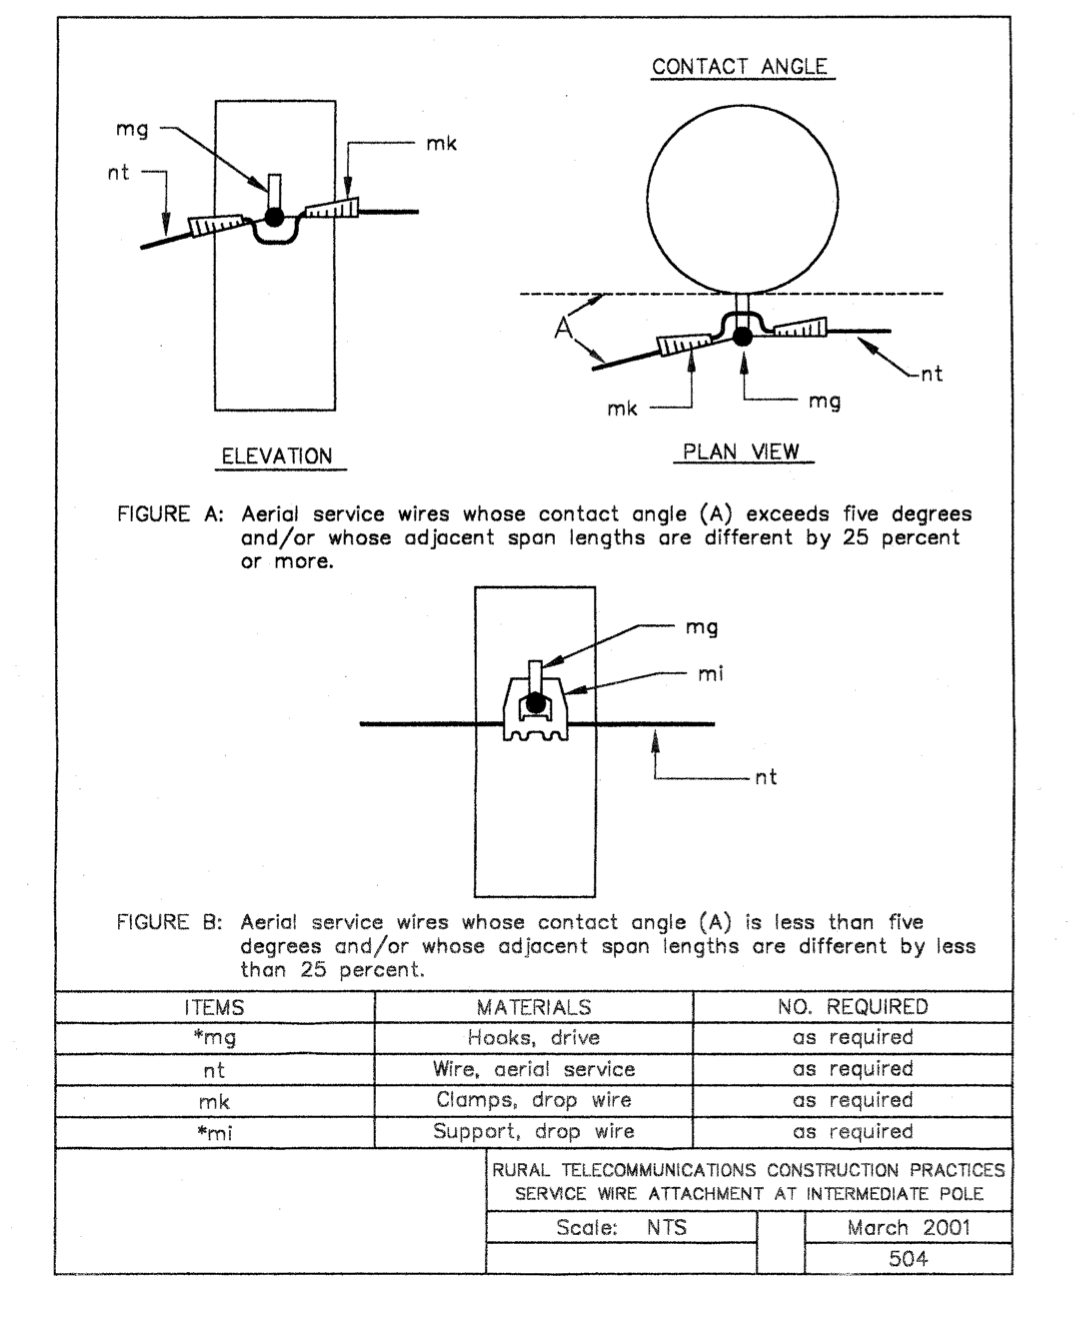 CONTACT ANGLE
mg
mk
nt
A
nt
mk
mg
ELEVATION
PLAN VIEW
FIGURE A: Aerial service wires whose contact angle (A) exceeds five degrees
and/or whose adjacent span lengths are different by 25 percent
or more.
mg
mi
nt
FIGURE B: Aerial service wires whose contact angle (A) is less than five
degrees and/or whose adjacent span lengths are different by less
than 25 percent.
ITEMS MATERIALS NO. REQUIRED
*mg Hooks, drive as required
nt Wire, aerial service as required
mk Clamps, drop wire as required
*mi Support, drop wire as required
RURAL TELECOMMUNICATIONS CONSTRUCTION PRACTICES
SERVICE WIRE ATTACHMENT AT INTERMEDIATE POLE
Scale: NTS March 2001
504